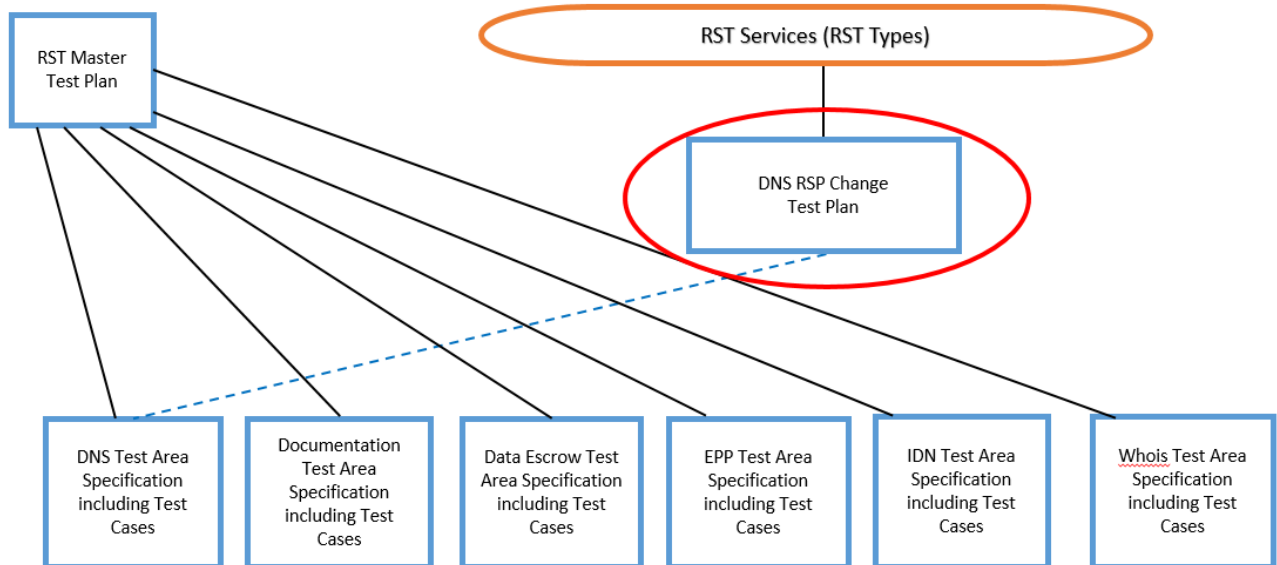 RST Master
Test Plan
RST Services (RST Types)
DNS RSP Change
Test Plan
DNS Test Area
Specification
including Test
Cases
Documentation
Test Area
Specification
including Test
Cases
Data Escrow Test
Area Specification
including Test
Cases
EPP Test Area
Specification
including Test
Cases
IDN Test Area
Specification
including Test
Cases
Whois Test Area
Specification
including Test
Cases